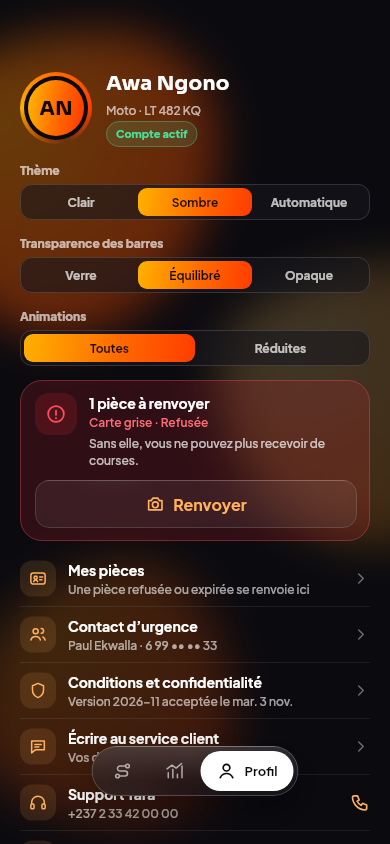 Awa Ngono
AN
Moto · LT 482 KQ
Compte actif
Thème
Clair
Sombre
Automatique
Transparence des barres
Verre
Équilibré
Opaque
Animations
Toutes
Réduites
1 pièce à renvoyer
Carte grise · Refusée
Sans elle, vous ne pouvez plus recevoir de
courses.
Renvoyer
Mes pièces
Une pièce refusée ou expirée se renvoie ici
Contact d’urgence
Paul Ekwalla · 6 99 •• •• 33
Conditions et confidentialité
Version 2026-11 acceptée le mar. 3 nov.
Écrire au service client
Vos
Profil
Support Yara
+237 2 33 42 00 00